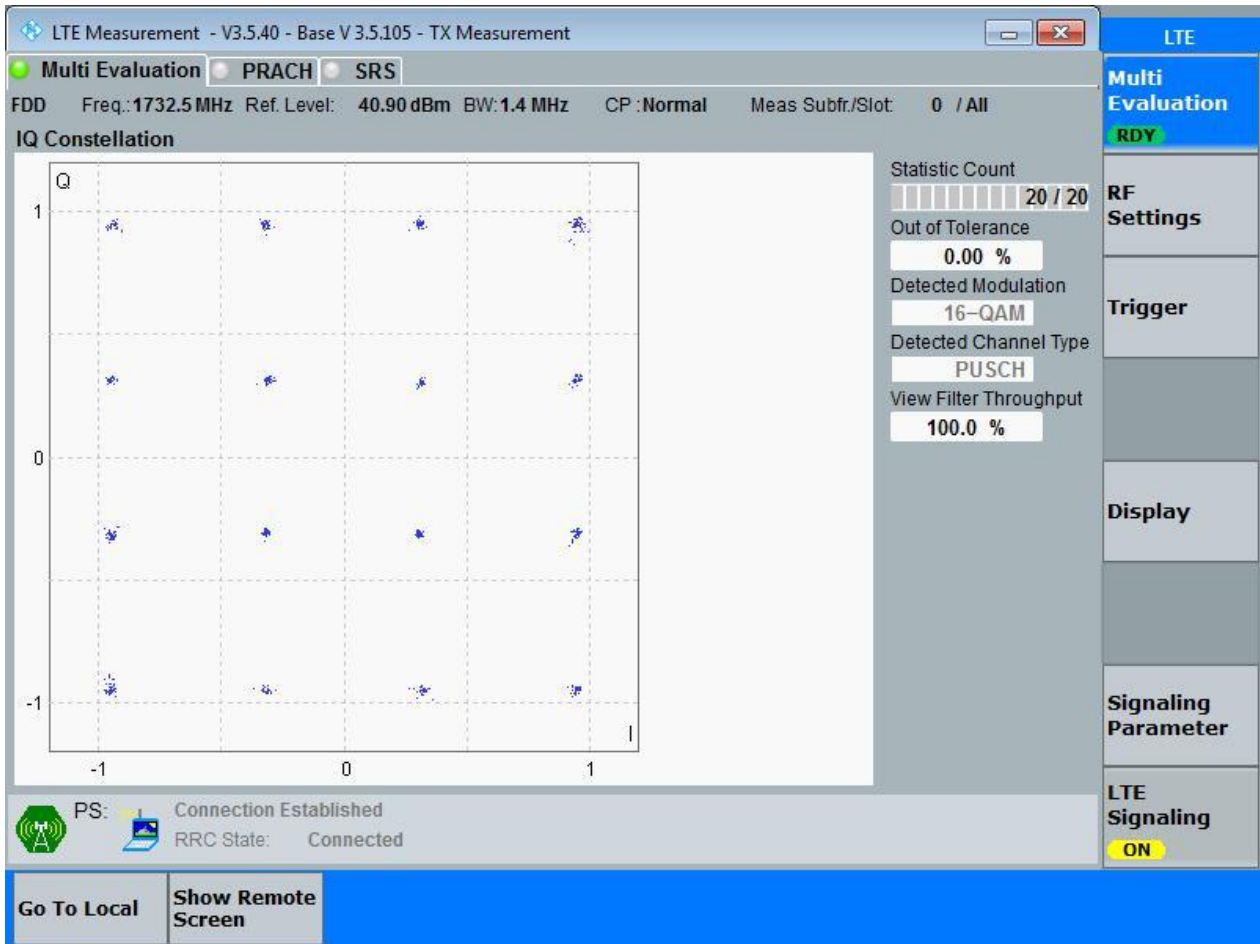 LTE Measurement - V3.5.40 - Base V 3.5.105 - TX Measurement
LTE
Multi Evaluation PRACH SRS
FDD Freq.:1732.5 MHz Ref. Level: 40.90 dBm BW:1.4 MHz CP :Normal Meas Subfr./Slot: 0 / All
IQ Constellation
Q
1
0
-1
I
-1 0 1
Statistic Count
20 / 20
Out of Tolerance
0.00 %
Detected Modulation
16-QAM
Detected Channel Type
PUSCH
View Filter Throughput
100.0 %
Multi
Evaluation
RDY
RF
Settings
Trigger
Display
Signaling
Parameter
LTE
Signaling
ON
PS: Connection Established
RRC State: Connected
Go To Local
Show Remote
Screen